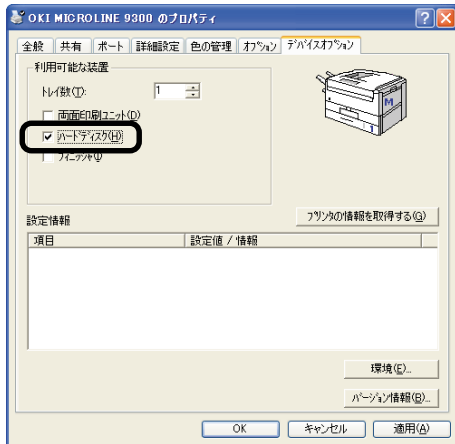 OKI MICROLINE 9300 のプロパティ
全般 共有 ポート 詳細設定 色の管理 オプション デバイスオプション
利用可能な装置
トレイ数(T): 1
両面印刷ユニット(D)
ハードディスク(H)
フィニッシャ(I)
M
1
プリンタの情報を取得する(G)
設定情報
項目 設定値 / 情報
環境(E)...
バージョン情報(B)...
OK キャンセル 適用(A)